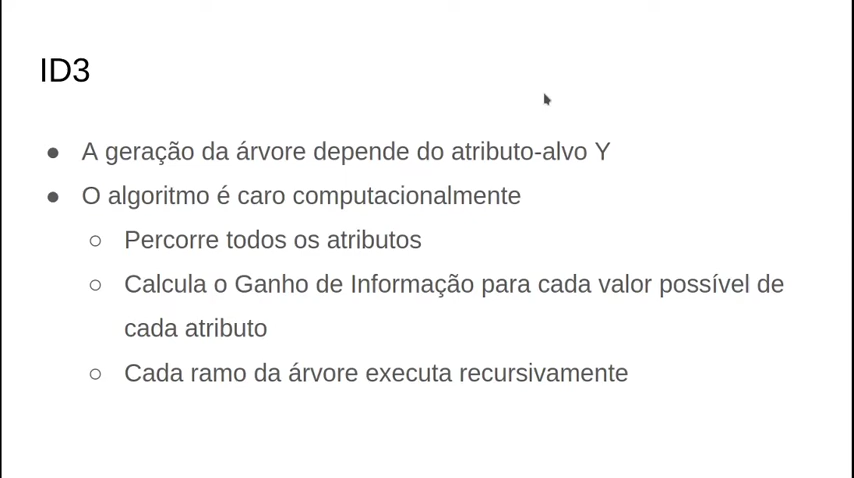 ID3
● A geração da árvore depende do atributo-alvo Y
● O algoritmo é caro computacionalmente
○ Percorre todos os atributos
○ Calcula o Ganho de Informação para cada valor possível de
cada atributo
○ Cada ramo da árvore executa recursivamente